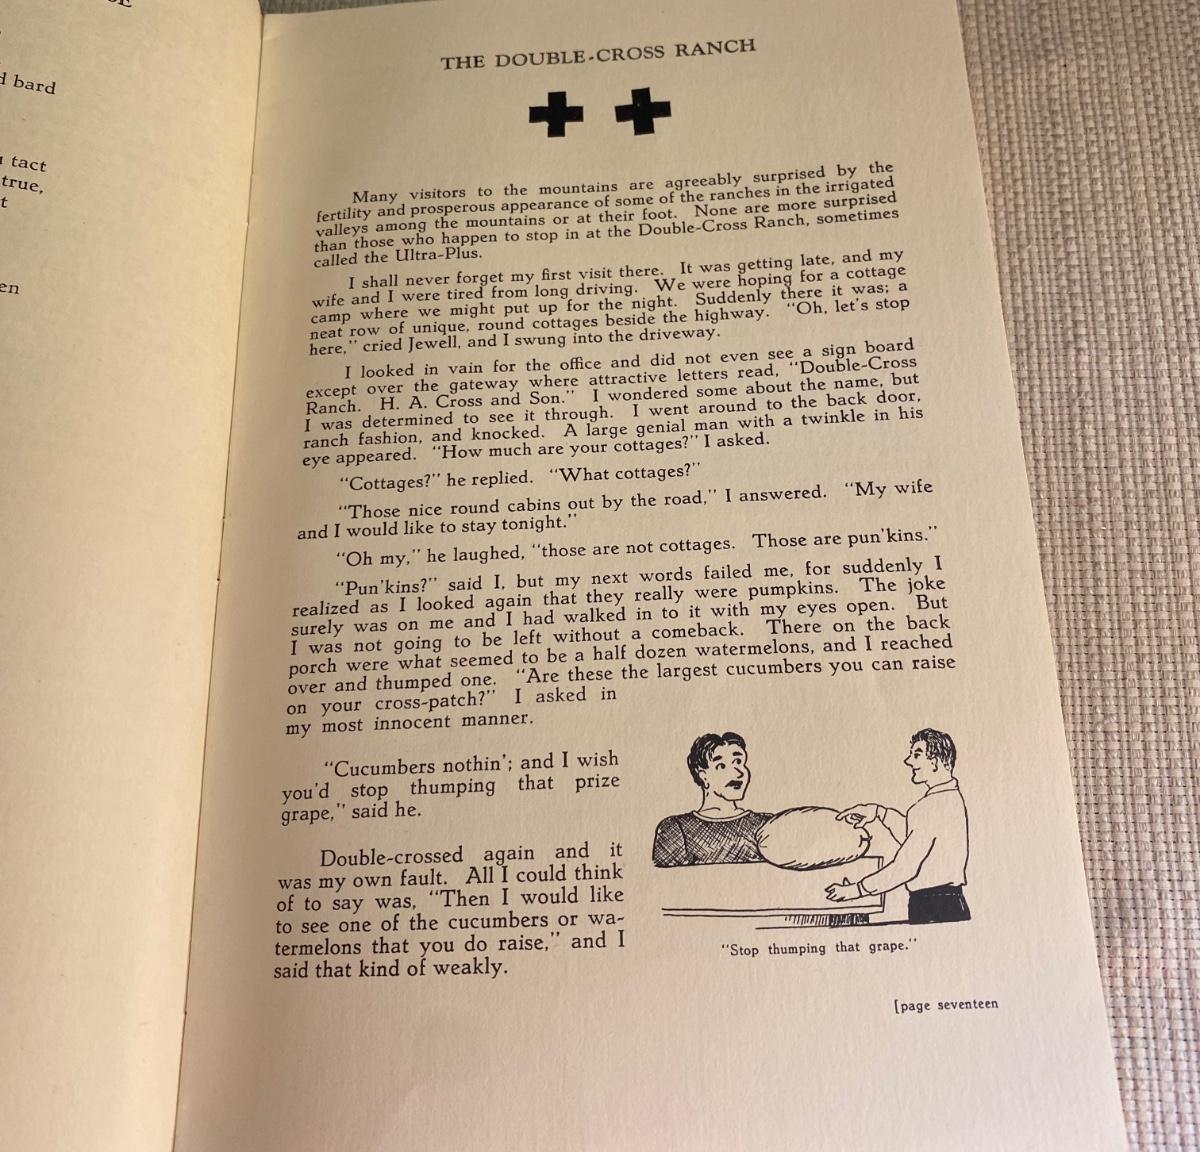 d bard
tact
true,
t
en
THE DOUBLE-CROSS RANCH
Many visitors to the mountains are agreeably surprised by the
fertility and prosperous appearance of some of the ranches in the irrigated
valleys among the mountains or at their foot. None are more surprised
than those who happen to stop in at the Double-Cross Ranch, sometimes
called the Ultra-Plus.
I shall never forget my first visit there. It was getting late, and my
wife and I were tired from long driving. We were hoping for a cottage
camp where we might put up for the night. Suddenly there it was; a
neat row of unique, round cottages beside the highway. "Oh, let's stop
here," cried Jewell, and I swung into the driveway.
I looked in vain for the office and did not even see a sign board
except over the gateway where attractive letters read, "Double-Cross
Ranch. H. A. Cross and Son." I wondered some about the name, but
I was determined to see it through. I went around to the back door,
ranch fashion, and knocked. A large genial man with a twinkle in his
eye appeared. "How much are your cottages?" I asked.
"Cottages?" he replied. "What cottages?"
"Those nice round cabins out by the road," I answered. "My wife
and I would like to stay tonight."
"Oh my," he laughed, "those are not cottages. Those are pun'kins."
"Pun'kins?" said I, but my next words failed me, for suddenly I
realized as I looked again that they really were pumpkins. The joke
surely was on me and I had walked in to it with my eyes open. But
I was not going to be left without a comeback. There on the back
porch were what seemed to be a half dozen watermelons, and I reached
over and thumped one. "Are these the largest cucumbers you can raise
on your cross-patch?" I asked in
my most innocent manner.
"Cucumbers nothin'; and I wish
you'd stop thumping that prize
grape," said he.
Double-crossed again and it
was my own fault. All I could think
of to say was, "Then I would like
to see one of the cucumbers or wa-
termelons that you do raise," and I
said that kind of weakly.
"Stop thumping that grape."
[page seventeen